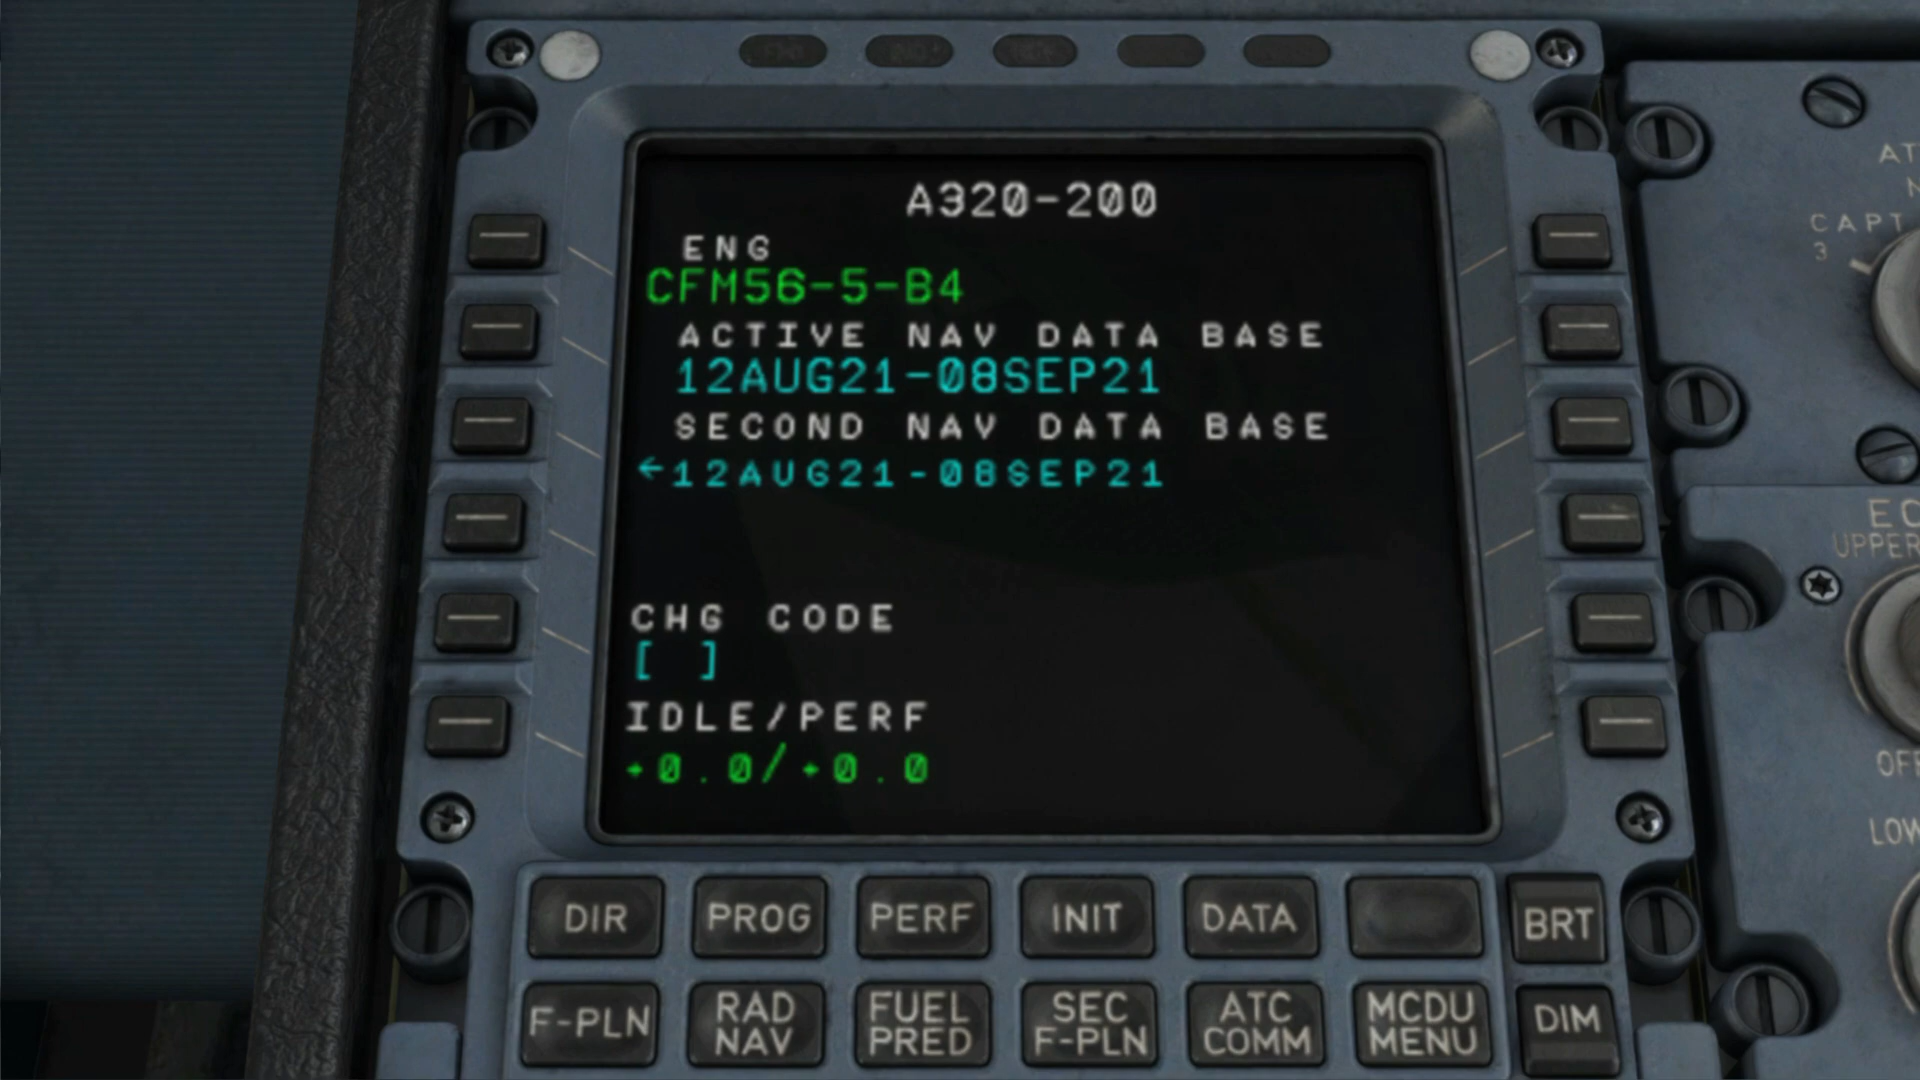 A320-200
ENG
CFM56-5-B4
ACTIVE NAV DATA BASE
12AUG21-08SEP21
SECOND NAV DATA BASE
←12AUG21-08SEP21
CHG CODE
[ ]
IDLE/PERF
+0.0/+0.0
DIR PROG PERF INIT DATA BRT
F-PLN RAD NAV FUEL PRED SEC F-PLN ATC COMM MCDU MENU DIM
CAPT
3
UPPER